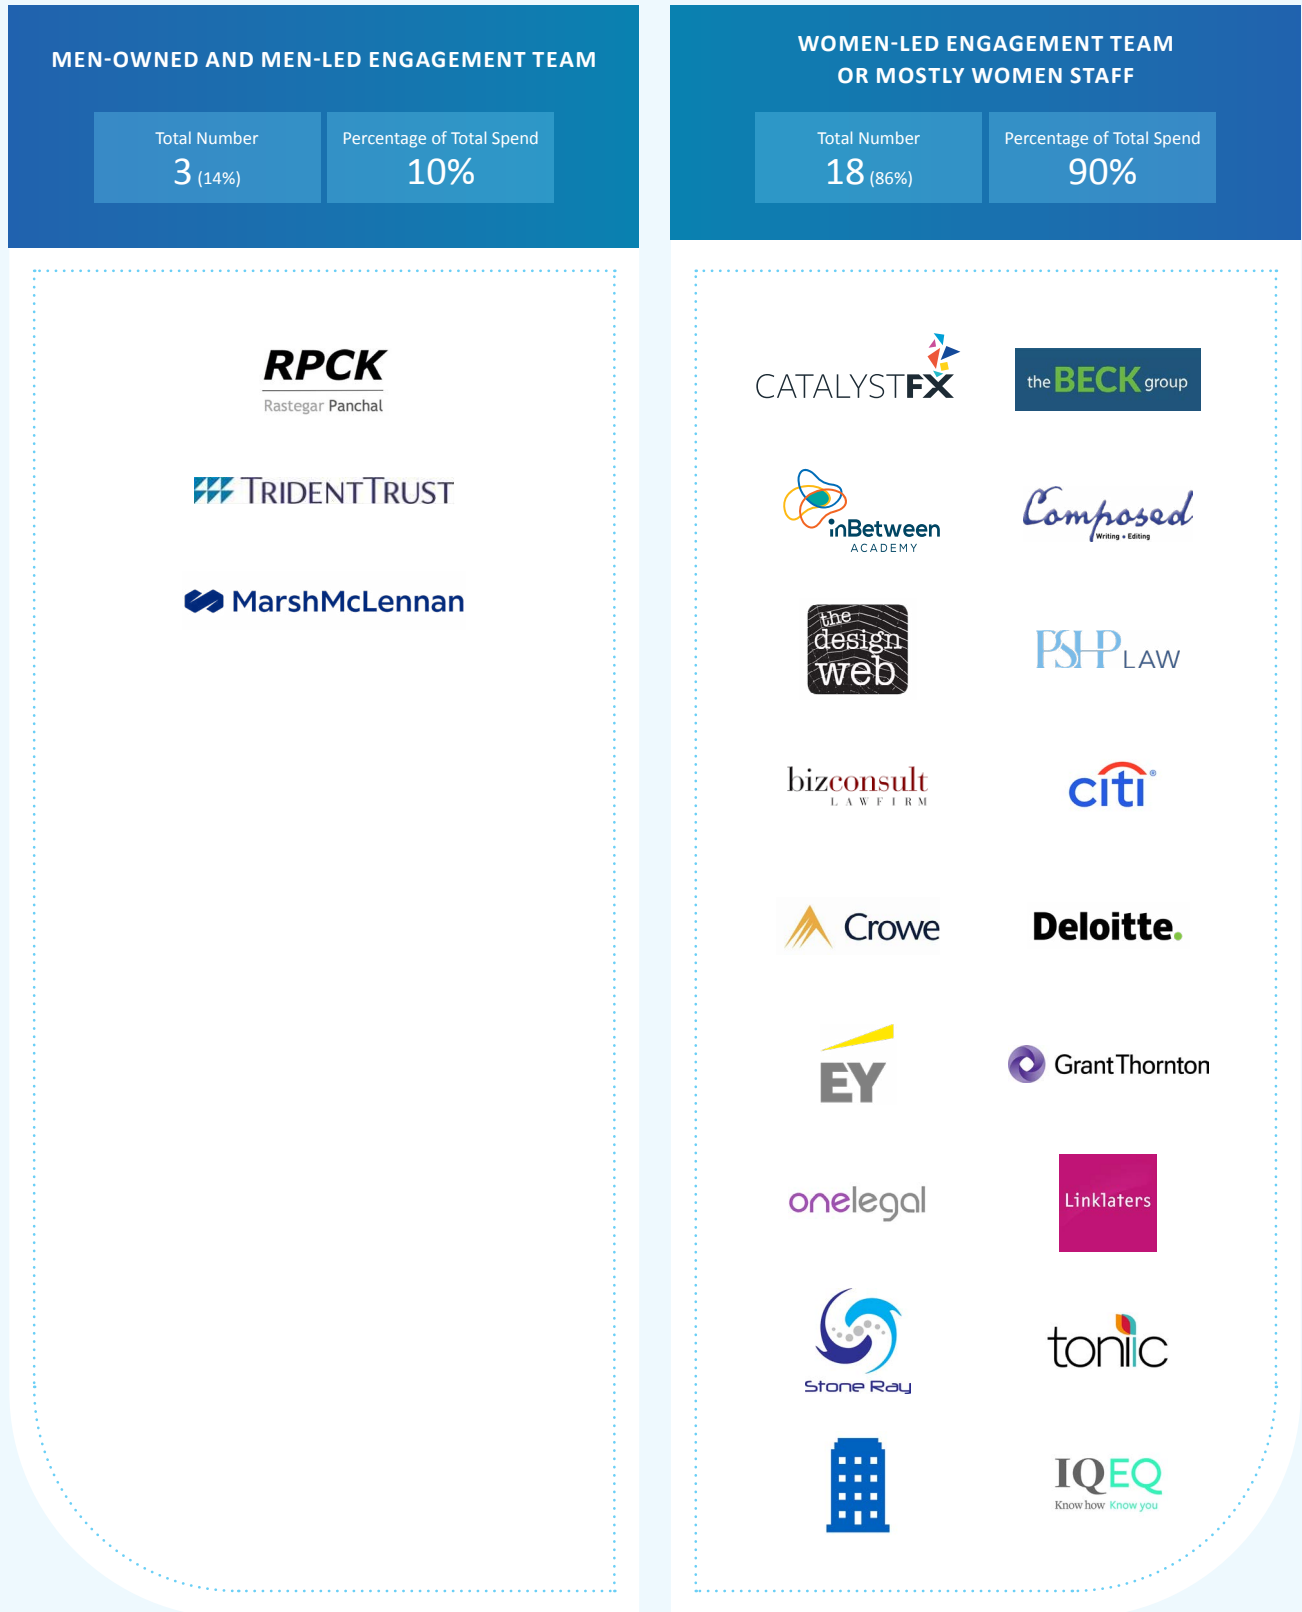 MEN-OWNED AND MEN-LED ENGAGEMENT TEAM
Total Number
3 (14%)
Percentage of Total Spend
10%
RPCK
Rastegar Panchal
TRIDENTTRUST
MarshMcLennan
WOMEN-LED ENGAGEMENT TEAM
OR MOSTLY WOMEN STAFF
Total Number
18 (86%)
Percentage of Total Spend
90%
CATALYSTFX
the BECK group
inBetween
ACADEMY
Composed
Writing • Editing
the
design
web
PSHP LAW
bizconsult
LAWFIRM
citi®
Crowe
Deloitte.
EY
GrantThornton
onelegal
Linklaters
Stone Ray
toniic
IQEQ
Know how Know you